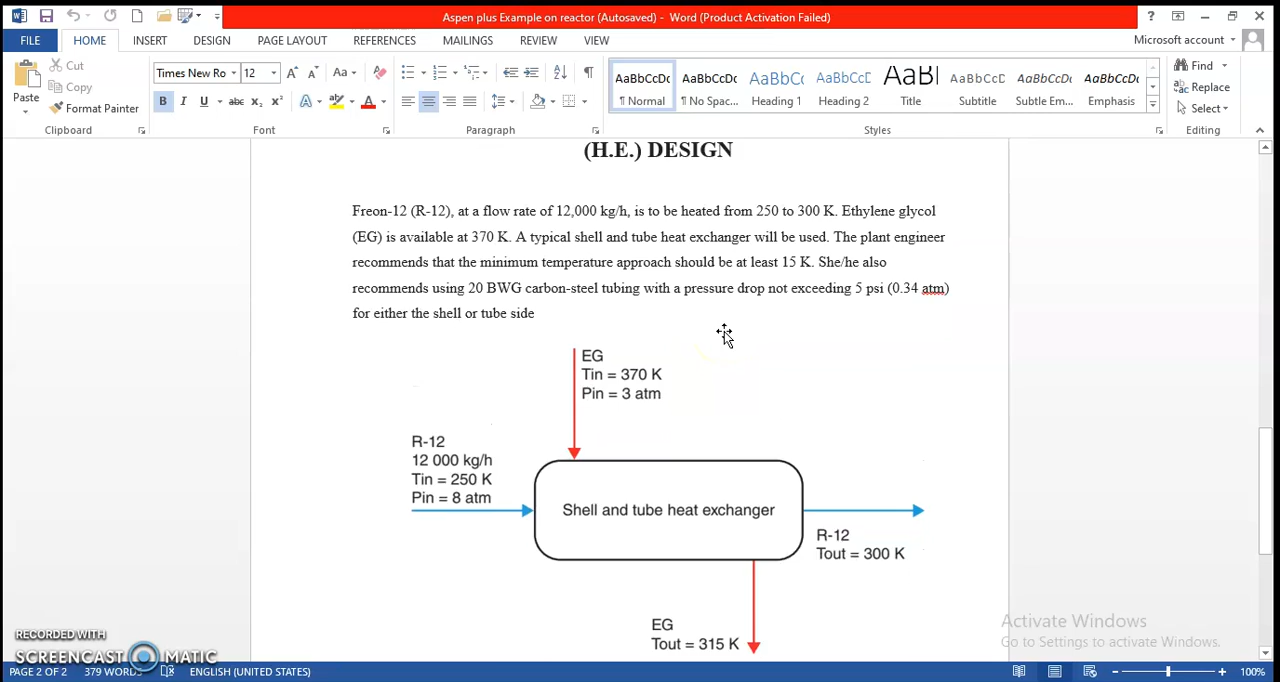 Aspen plus Example on reactor (Autosaved) - Word (Product Activation Failed)
FILE HOME INSERT DESIGN PAGE LAYOUT REFERENCES MAILINGS REVIEW VIEW Microsoft account
Paste Cut Copy Format Painter
Times New Ro 12
AaBbCcDc AaBbCcDc AaBbCc AaBbCcC AaBI AaBbCcD AaBbCcDc AaBbCcDc
¶ Normal ¶ No Spac... Heading 1 Heading 2 Title Subtitle Subtle Em... Emphasis
Find
Replace
Select
Clipboard Font Paragraph Styles Editing
(H.E.) DESIGN
Freon-12 (R-12), at a flow rate of 12,000 kg/h, is to be heated from 250 to 300 K. Ethylene glycol
(EG) is available at 370 K. A typical shell and tube heat exchanger will be used. The plant engineer
recommends that the minimum temperature approach should be at least 15 K. She/he also
recommends using 20 BWG carbon-steel tubing with a pressure drop not exceeding 5 psi (0.34 atm)
for either the shell or tube side
EG
Tin = 370 K
Pin = 3 atm
R-12
12 000 kg/h
Tin = 250 K
Pin = 8 atm
Shell and tube heat exchanger
R-12
Tout = 300 K
EG
Tout = 315 K
Activate Windows
Go to Settings to activate Windows.
RECORDED WITH
SCREENCAST MATIC
PAGE 2 OF 2 379 WORDS ENGLISH (UNITED STATES) 100%